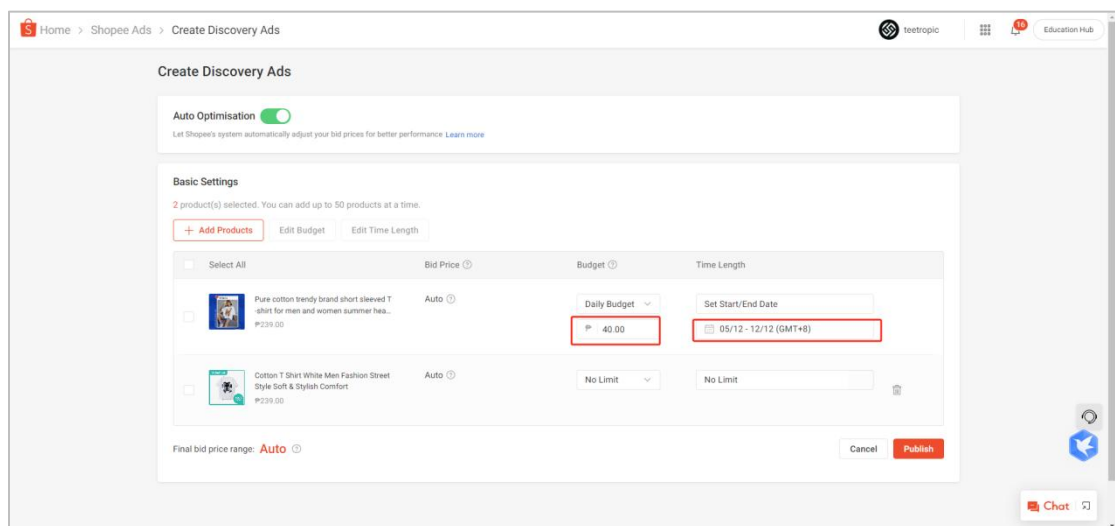 Home > Shopee Ads > Create Discovery Ads
teetropic
16
Education Hub
Create Discovery Ads
Auto Optimisation
Let Shopee's system automatically adjust your bid prices for better performance Learn more
Basic Settings
2 product(s) selected. You can add up to 50 products at a time.
+ Add Products
Edit Budget
Edit Time Length
Select All
Bid Price
Budget
Time Length
Pure cotton trendy brand short sleeved T
-shirt for men and women summer hea...
₱239.00
Auto
Daily Budget
₱ 40.00
Set Start/End Date
05/12 - 12/12 (GMT+8)
Cotton T Shirt White Men Fashion Street
Style Soft & Stylish Comfort
₱239.00
Auto
No Limit
No Limit
Final bid price range: Auto
Cancel
Publish
Chat